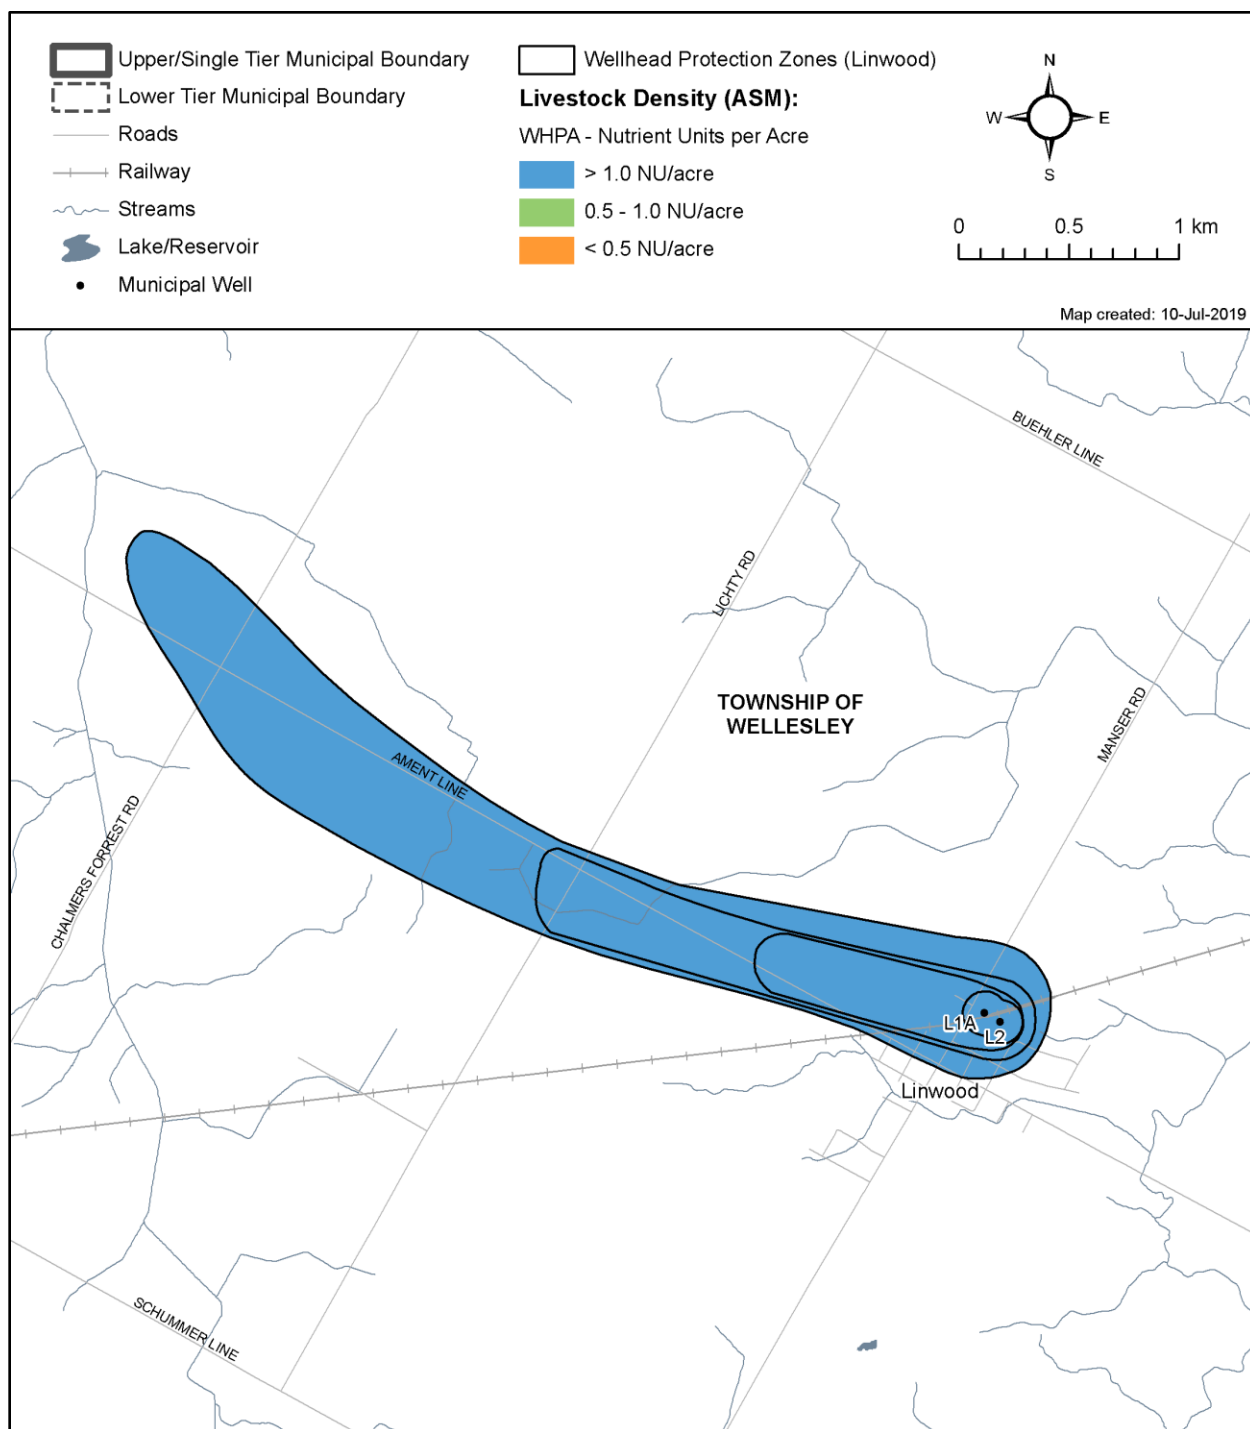 Upper/Single Tier Municipal Boundary
Lower Tier Municipal Boundary
Roads
Railway
Streams
Lake/Reservoir
Municipal Well
Wellhead Protection Zones (Linwood)
Livestock Density (ASM):
WHPA - Nutrient Units per Acre
> 1.0 NU/acre
0.5 - 1.0 NU/acre
< 0.5 NU/acre
N
W E
S
0 0.5 1 km
Map created: 10-Jul-2019
BUEHLER LINE
LICHTY RD
TOWNSHIP OF
WELLESLEY
MANSER RD
AMENT LINE
CHALMERS FORREST RD
L1A
L2
Linwood
SCHUMMER LINE